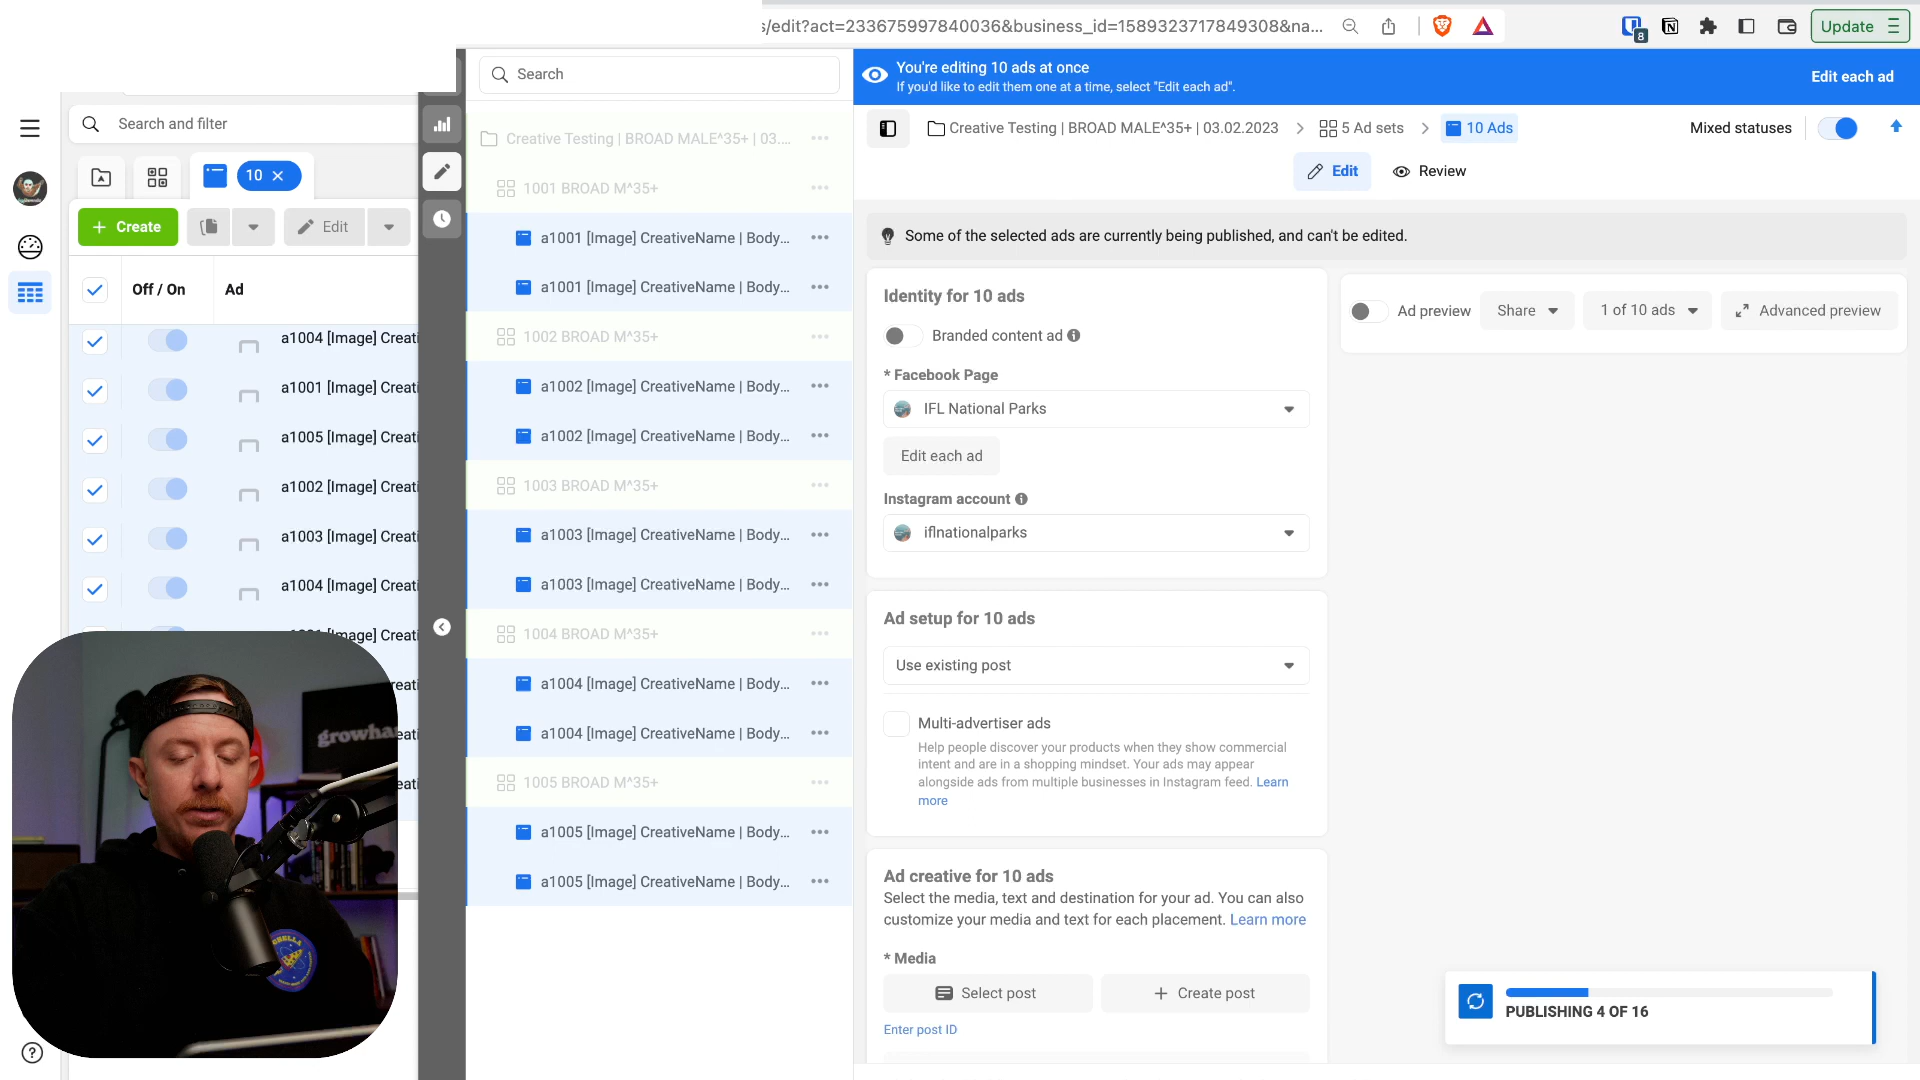 s/edit?act=233675997840036&business_id=1589323717849308&na...
8
Update
Search
You're editing 10 ads at once
If you'd like to edit them one at a time, select "Edit each ad".
Edit each ad
Search and filter
Creative Testing | BROAD MALE^35+ | 03....
Creative Testing | BROAD MALE^35+ | 03.02.2023
5 Ad sets
10 Ads
Mixed statuses
10
Edit
Review
1001 BROAD M^35+
Create
Edit
a1001 [Image] CreativeName | Body...
Some of the selected ads are currently being published, and can't be edited.
Off / On
Ad
a1001 [Image] CreativeName | Body...
Identity for 10 ads
Ad preview
Share
1 of 10 ads
Advanced preview
a1004 [Image] Creati
1002 BROAD M^35+
Branded content ad
a1001 [Image] Creati
a1002 [Image] CreativeName | Body...
* Facebook Page
IFL National Parks
a1005 [Image] Creati
a1002 [Image] CreativeName | Body...
Edit each ad
a1002 [Image] Creati
1003 BROAD M^35+
Instagram account
a1003 [Image] Creati
a1003 [Image] CreativeName | Body...
iflnationalparks
a1004 [Image] Creati
a1003 [Image] CreativeName | Body...
1004 BROAD M^35+
Ad setup for 10 ads
Use existing post
a1004 [Image] CreativeName | Body...
a1004 [Image] CreativeName | Body...
Multi-advertiser ads
Help people discover your products when they show commercial
intent and are in a shopping mindset. Your ads may appear
alongside ads from multiple businesses in Instagram feed. Learn
more
1005 BROAD M^35+
a1005 [Image] CreativeName | Body...
a1005 [Image] CreativeName | Body...
Ad creative for 10 ads
Select the media, text and destination for your ad. You can also
customize your media and text for each placement. Learn more
* Media
Select post
Create post
Enter post ID
PUBLISHING 4 OF 16
growha